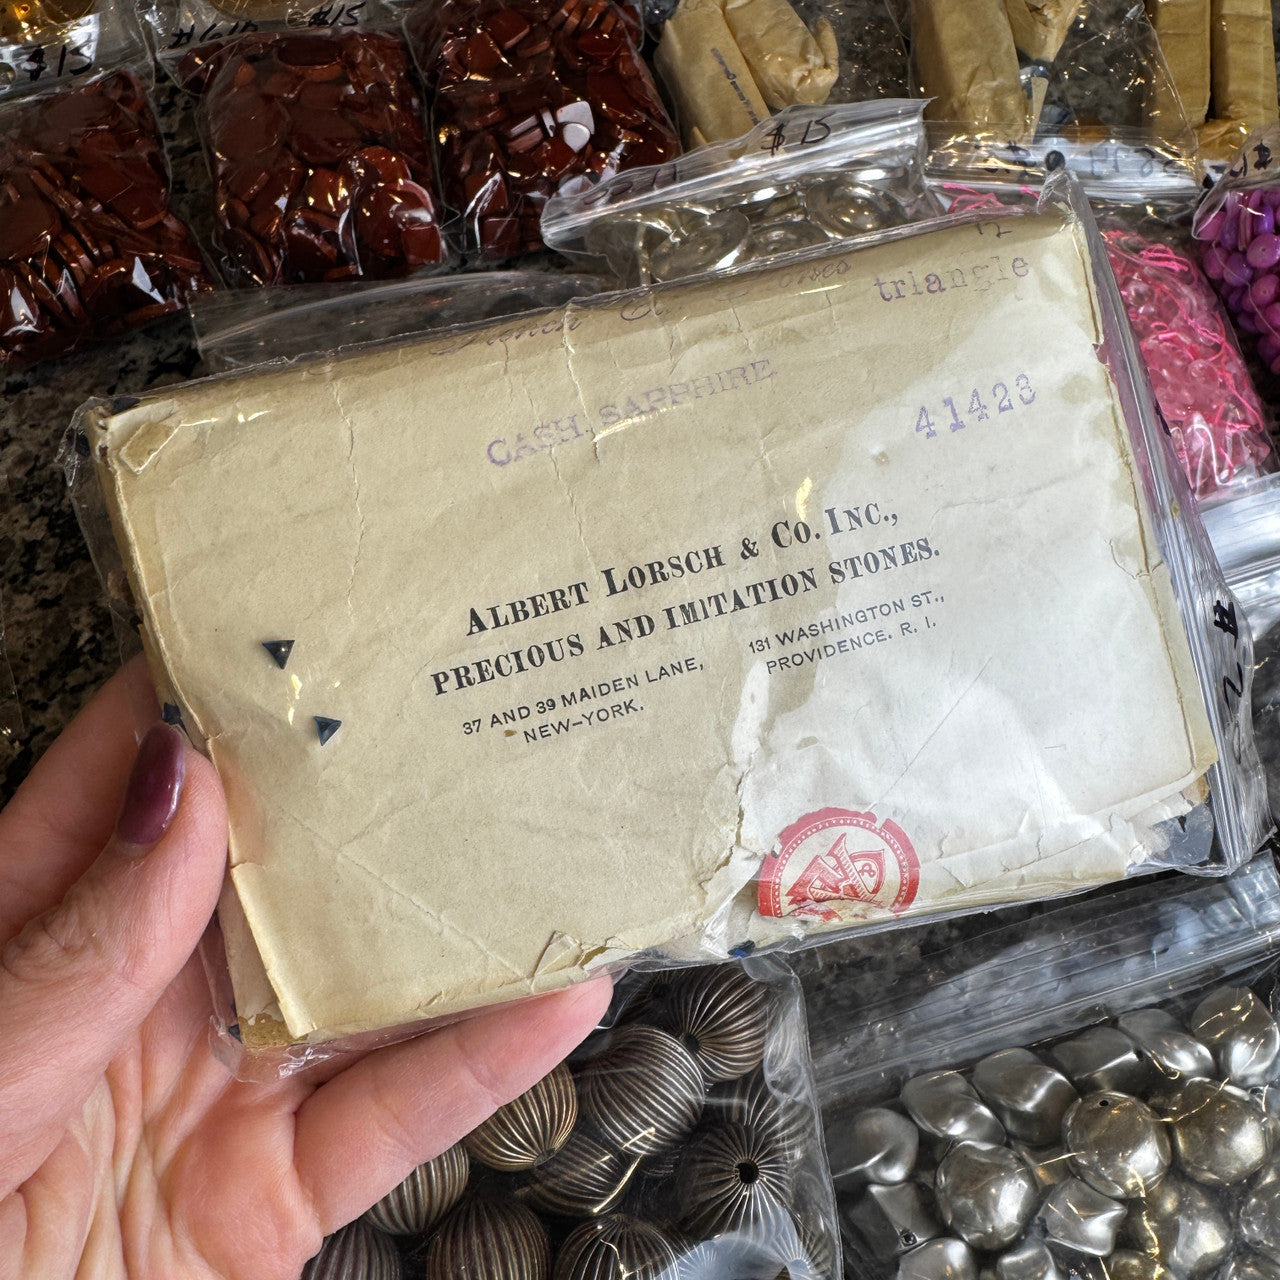 $15
$15
$15
triangle
CASH. SAPPHIRE
41423
ALBERT LORSCH & CO. INC.,
PRECIOUS AND IMITATION STONES.
37 AND 39 MAIDEN LANE,
NEW-YORK.
131 WASHINGTON ST.,
PROVIDENCE. R. I.